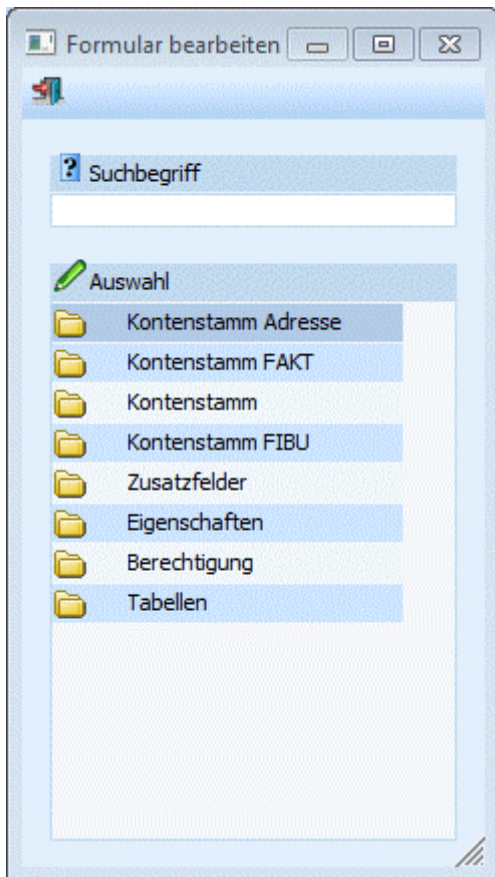 Formular bearbeiten
Suchbegriff
Auswahl
Kontenstamm Adresse
Kontenstamm FAKT
Kontenstamm
Kontenstamm FIBU
Zusatzfelder
Eigenschaften
Berechtigung
Tabellen